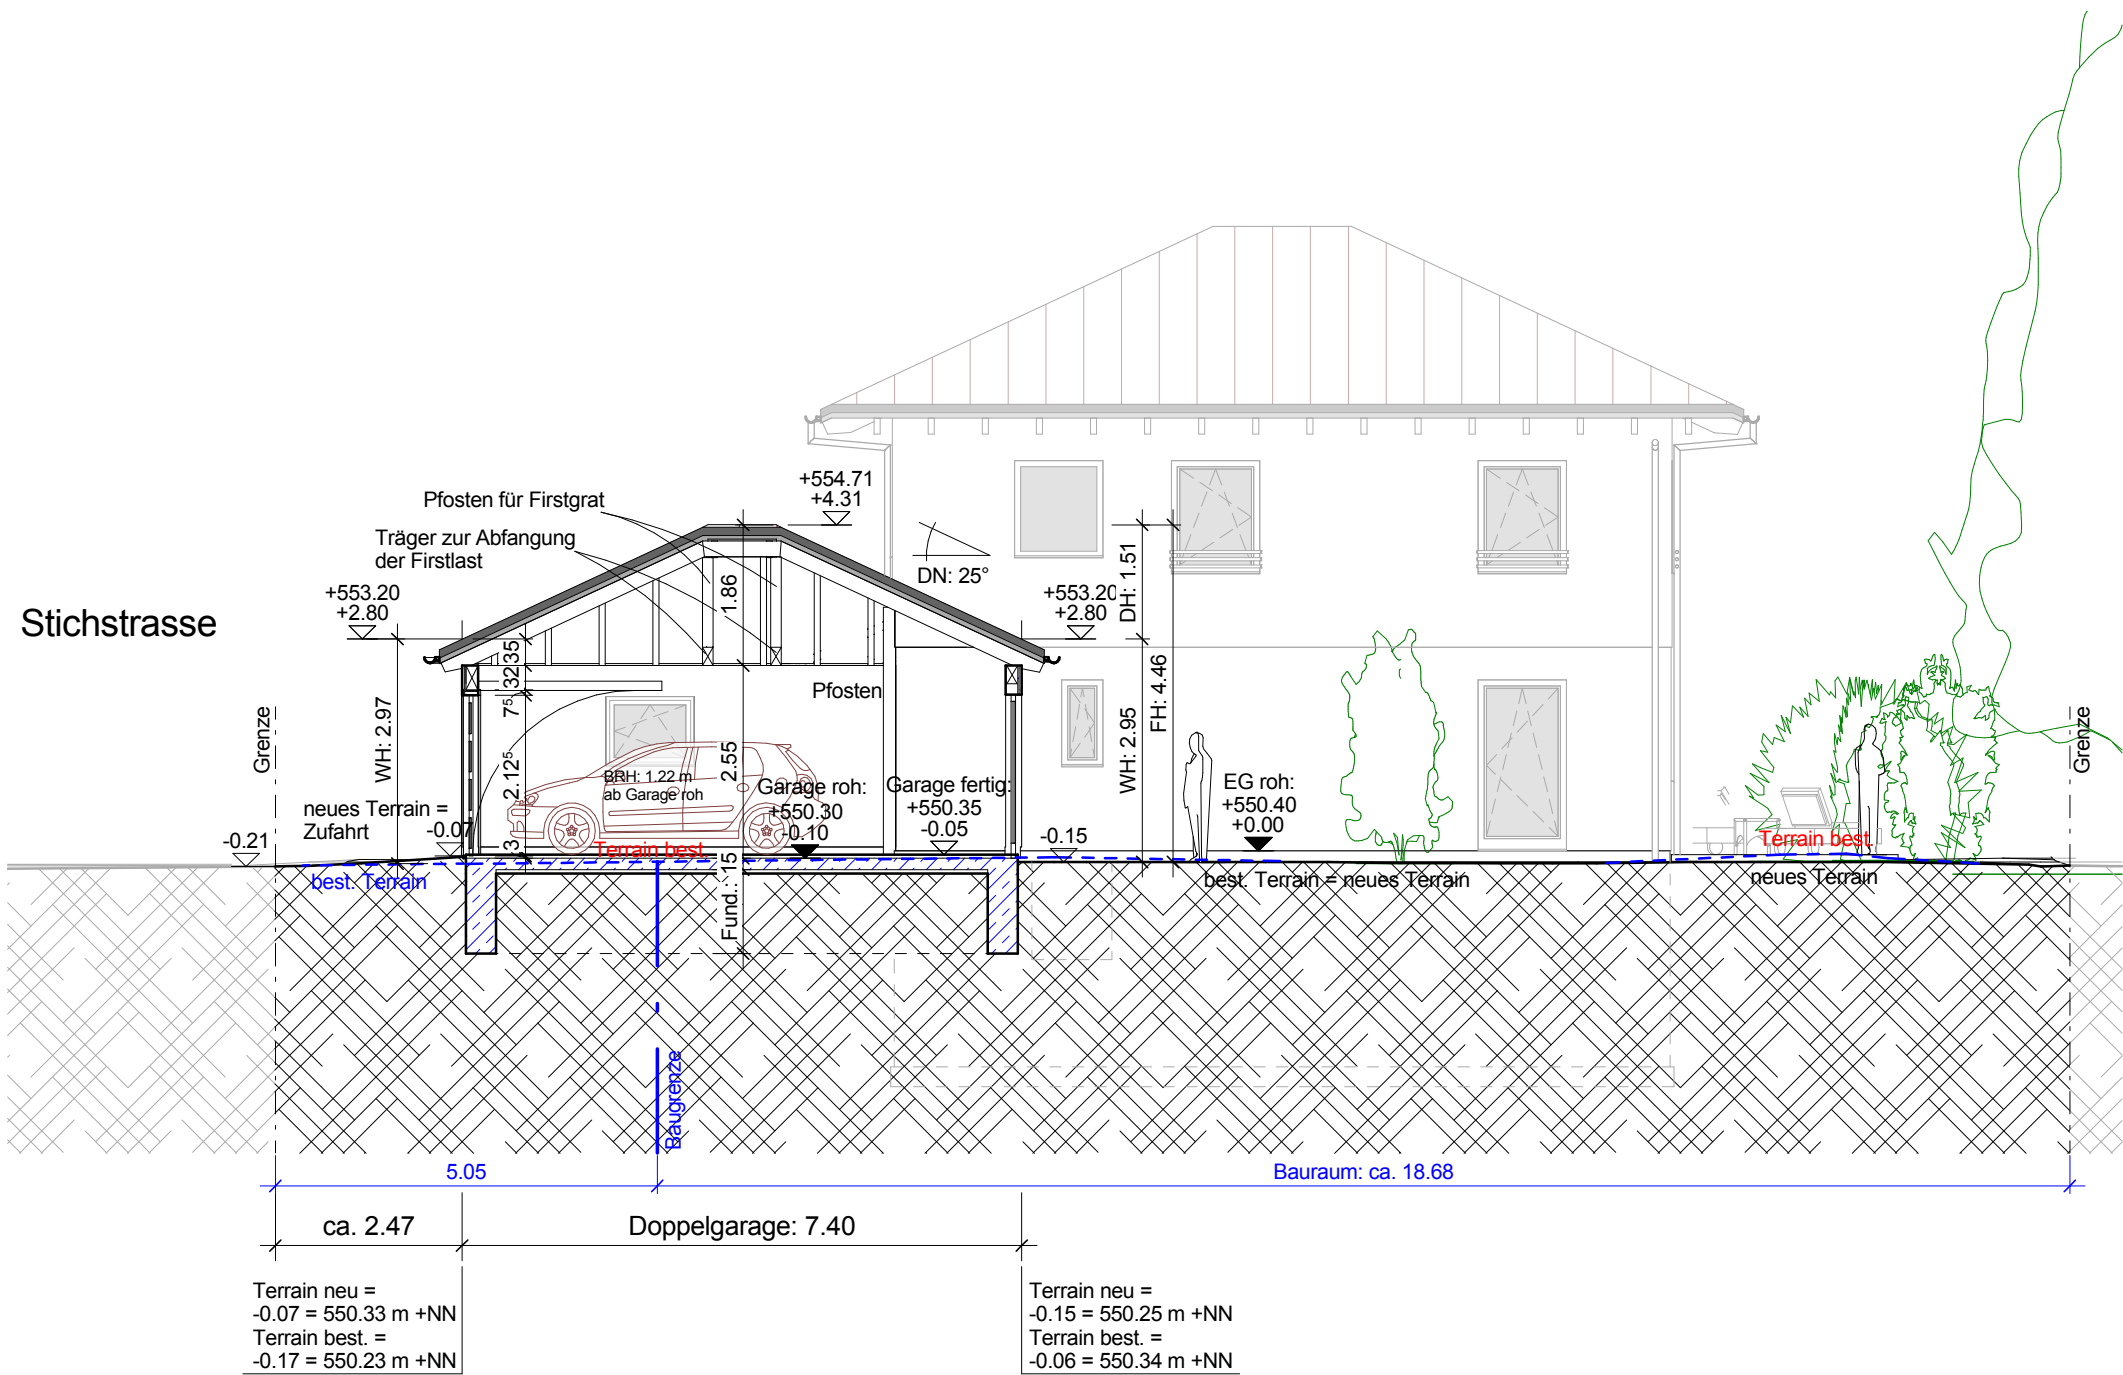 +554.71
+4.31
Pfosten für Firstgrat
Träger zur Abfangung
der Firstlast
DN: 25°
+553.20
+2.80
+553.20
+2.80
DH: 1.51
1.86
Stichstrasse
35
32
7⁵
2.12⁵
3
Pfosten
FH: 4.46
WH: 2.95
WH: 2.97
2.55
Grenze
Grenze
BRH: 1.22 m
ab Garage roh
Garage roh:
+550.30
-0.10
Garage fertig:
+550.35
-0.05
EG roh:
+550.40
+0.00
neues Terrain =
Zufahrt
-0.07
-0.21
-0.15
Terrain best.
Terrain best.
best. Terrain
Fund.: 15
best. Terrain = neues Terrain
neues Terrain
Baugrenze
5.05
Bauraum: ca. 18.68
ca. 2.47
Doppelgarage: 7.40
Terrain neu =
-0.07 = 550.33 m +NN
Terrain best. =
-0.17 = 550.23 m +NN
Terrain neu =
-0.15 = 550.25 m +NN
Terrain best. =
-0.06 = 550.34 m +NN